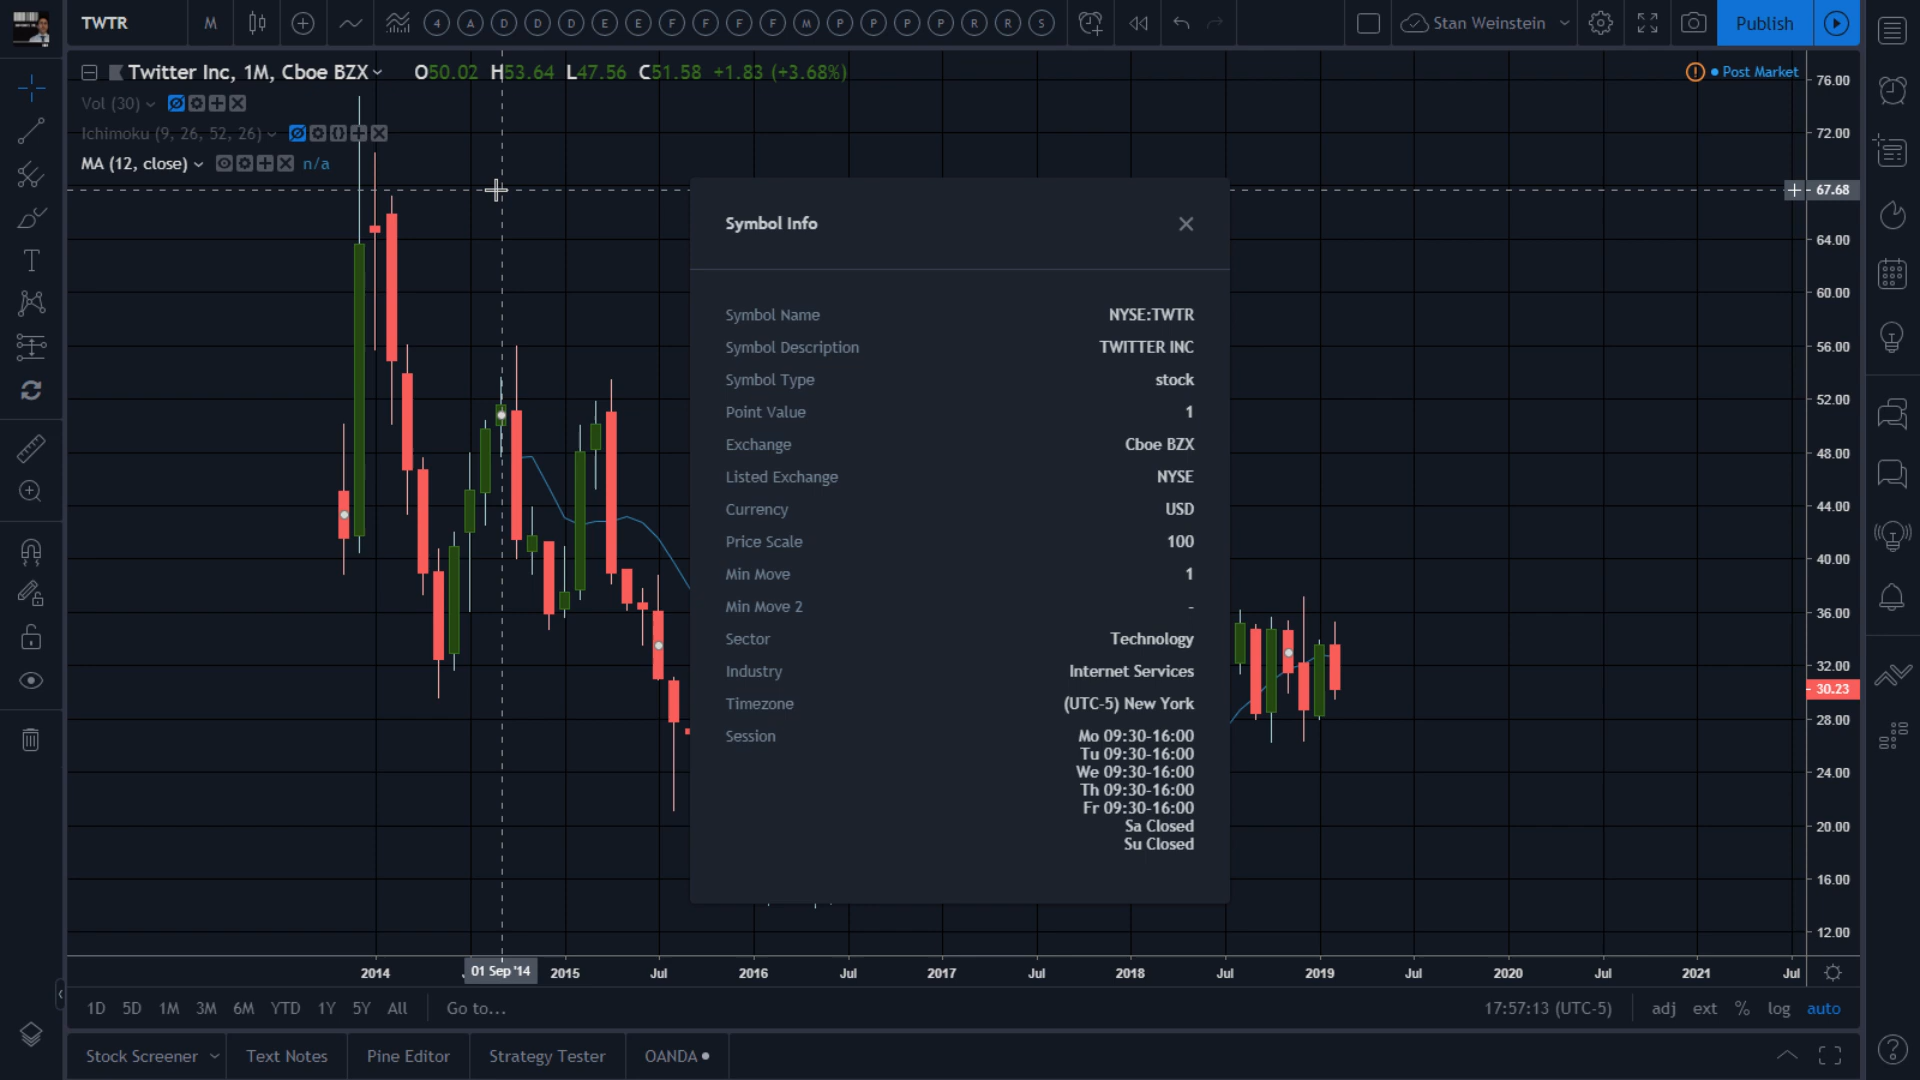 TWTR
M
4 A D D D E E F F F F M P P P P R R S
Stan Weinstein
Publish
Twitter Inc, 1M, Cboe BZX
O50.02 H53.64 L47.56 C51.58 +1.83 (+3.68%)
Post Market
Vol (30)
Ichimoku (9, 26, 52, 26)
MA (12, close)
n/a
76.00
72.00
67.68
64.00
60.00
56.00
52.00
48.00
44.00
40.00
36.00
32.00
30.23
28.00
24.00
20.00
16.00
12.00
Symbol Info
Symbol Name NYSE:TWTR
Symbol Description TWITTER INC
Symbol Type stock
Point Value 1
Exchange Cboe BZX
Listed Exchange NYSE
Currency USD
Price Scale 100
Min Move 1
Min Move 2 -
Sector Technology
Industry Internet Services
Timezone (UTC-5) New York
Session Mo 09:30-16:00
Tu 09:30-16:00
We 09:30-16:00
Th 09:30-16:00
Fr 09:30-16:00
Sa Closed
Su Closed
2014 01 Sep '14 2015 Jul 2016 Jul 2017 Jul 2018 Jul 2019 Jul 2020 Jul 2021 Jul
1D 5D 1M 3M 6M YTD 1Y 5Y All Go to...
17:57:13 (UTC-5) adj ext % log auto
Stock Screener Text Notes Pine Editor Strategy Tester OANDA